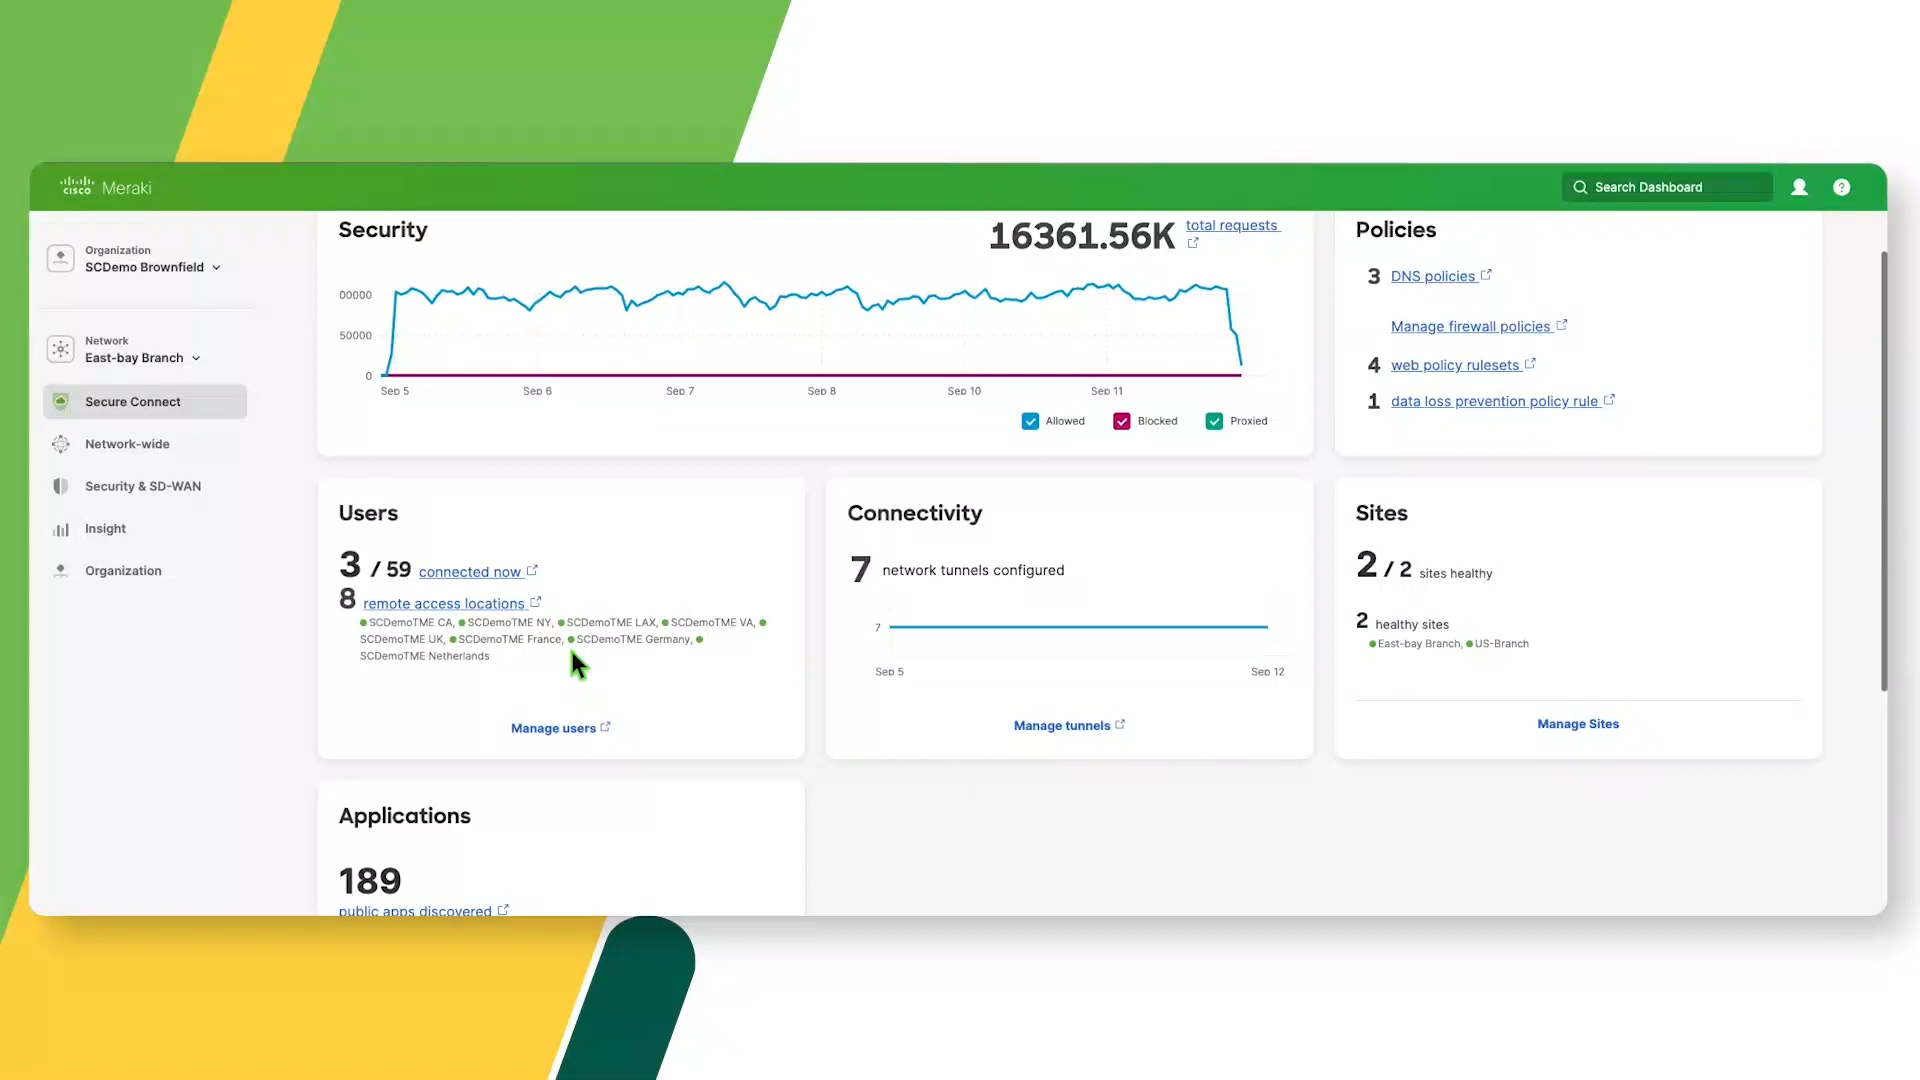 CISCO Meraki
Search Dashboard
?
Organization
SCDemo Brownfield
Network
East-bay Branch
Secure Connect
Network-wide
Security & SD-WAN
Insight
Organization
Security
16361.56K total requests
00000
50000
0
Sep 5 Sep 6 Sep 7 Sep 8 Sep 10 Sep 11
Allowed Blocked Proxied
Policies
3 DNS policies
Manage firewall policies
4 web policy rulesets
1 data loss prevention policy rule
Users
3 / 59 connected now
8 remote access locations
SCDemoTME CA, SCDemoTME NY, SCDemoTME LAX, SCDemoTME VA,
SCDemoTME UK, SCDemoTME France, SCDemoTME Germany,
SCDemoTME Netherlands
Manage users
Connectivity
7 network tunnels configured
7
Sep 5 Sep 12
Manage tunnels
Sites
2 / 2 sites healthy
2 healthy sites
East-bay Branch, US-Branch
Manage Sites
Applications
189
public apps discovered